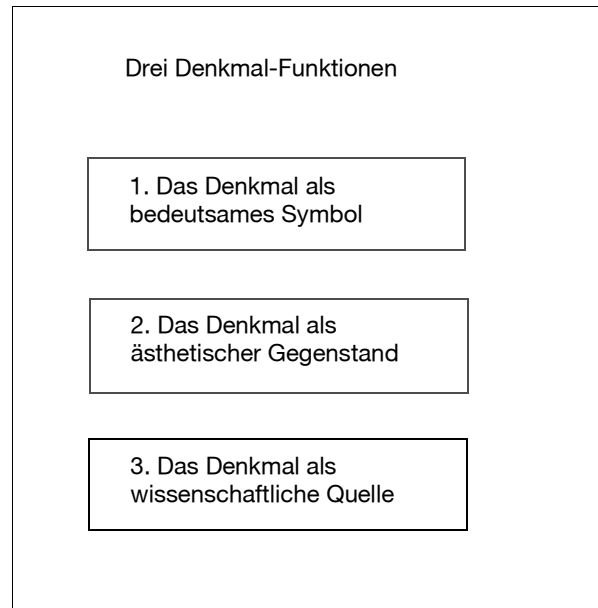 Drei Denkmal-Funktionen
1. Das Denkmal als
bedeutsames Symbol
2. Das Denkmal als
ästhetischer Gegenstand
3. Das Denkmal als
wissenschaftliche Quelle